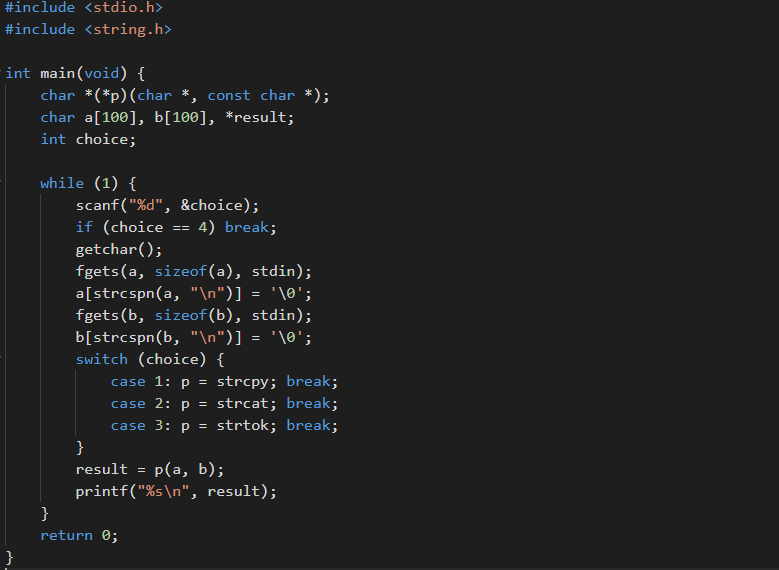 #include <stdio.h>
#include <string.h>

int main(void) {
    char *(*p)(char *, const char *);
    char a[100], b[100], *result;
    int choice;

    while (1) {
        scanf("%d", &choice);
        if (choice == 4) break;
        getchar();
        fgets(a, sizeof(a), stdin);
        a[strcspn(a, "\n")] = '\0';
        fgets(b, sizeof(b), stdin);
        b[strcspn(b, "\n")] = '\0';
        switch (choice) {
            case 1: p = strcpy; break;
            case 2: p = strcat; break;
            case 3: p = strtok; break;
        }
        result = p(a, b);
        printf("%s\n", result);
    }
    return 0;
}